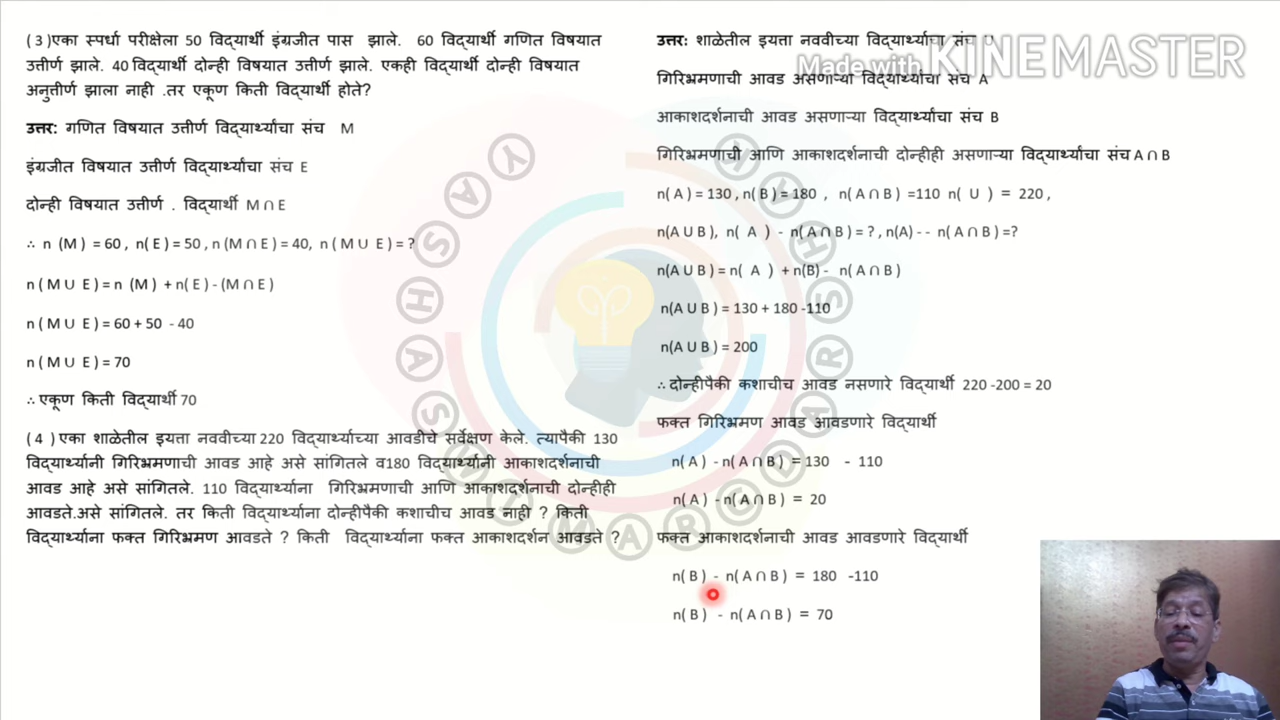 ( 3 )एका स्पर्धा परीक्षेला 50 विद्यार्थी इंग्रजीत पास झाले. 60 विद्यार्थी गणित विषयात
उत्तीर्ण झाले. 40 विद्यार्थी दोन्ही विषयात उत्तीर्ण झाले. एकही विद्यार्थी दोन्ही विषयात
अनुत्तीर्ण झाला नाही .तर एकूण किती विद्यार्थी होते?
उत्तर: गणित विषयात उत्तीर्ण विद्यार्थ्यांचा संच M
इंग्रजीत विषयात उत्तीर्ण विद्यार्थ्यांचा संच E
दोन्ही विषयात उत्तीर्ण . विद्यार्थी M ∩ E
∴ n (M ) = 60 , n( E ) = 50 , n (M ∩ E ) = 40, n ( M ∪ E ) = ?
n ( M ∪ E ) = n (M ) + n( E ) - (M ∩ E )
n ( M ∪ E ) = 60 + 50 - 40
n ( M ∪ E ) = 70
∴ एकूण किती विद्यार्थी 70
( 4 ) एका शाळेतील इयत्ता नववीच्या 220 विद्यार्थ्यांच्या आवडीचे सर्वेक्षण केले. त्यापैकी 130
विद्यार्थ्यांनी गिरिभ्रमणाची आवड आहे असे सांगितले व180 विद्यार्थ्यांनी आकाशदर्शनाची
आवड आहे असे सांगितले. 110 विद्यार्थ्यांना गिरिभ्रमणाची आणि आकाशदर्शनाची दोन्हीही
आवडते.असे सांगितले. तर किती विद्यार्थ्यांना दोन्हीपैकी कशाचीच आवड नाही ? किती
विद्यार्थ्यांना फक्त गिरिभ्रमण आवडते ? किती विद्यार्थ्यांना फक्त आकाशदर्शन आवडते ?
उत्तर: शाळेतील इयत्ता नववीच्या विद्यार्थ्यांचा संच
Made with KINEMASTER
गिरिभ्रमणाची आवड असणाऱ्या विद्यार्थ्यांचा संच A
आकाशदर्शनाची आवड असणाऱ्या विद्यार्थ्यांचा संच B
गिरिभ्रमणाची आणि आकाशदर्शनाची दोन्हीही असणाऱ्या विद्यार्थ्यांचा संच A ∩ B
n( A ) = 130 , n( B ) = 180 , n( A ∩ B ) =110 n( U ) = 220 ,
n(A U B ), n( A ) - n( A ∩ B ) = ? , n(A) - - n( A ∩ B ) =?
n(A U B ) = n( A ) + n(B) - n( A ∩ B )
n(A U B ) = 130 + 180 -110
n(A U B ) = 200
∴ दोन्हीपैकी कशाचीच आवड नसणारे विद्यार्थी 220 -200 = 20
फक्त गिरिभ्रमण आवड आवडणारे विद्यार्थी
n( A ) - n( A ∩ B ) = 130 - 110
n( A ) - n( A ∩ B ) = 20
फक्त आकाशदर्शनाची आवड आवडणारे विद्यार्थी
n( B ) - n( A ∩ B ) = 180 -110
n( B ) - n( A ∩ B ) = 70